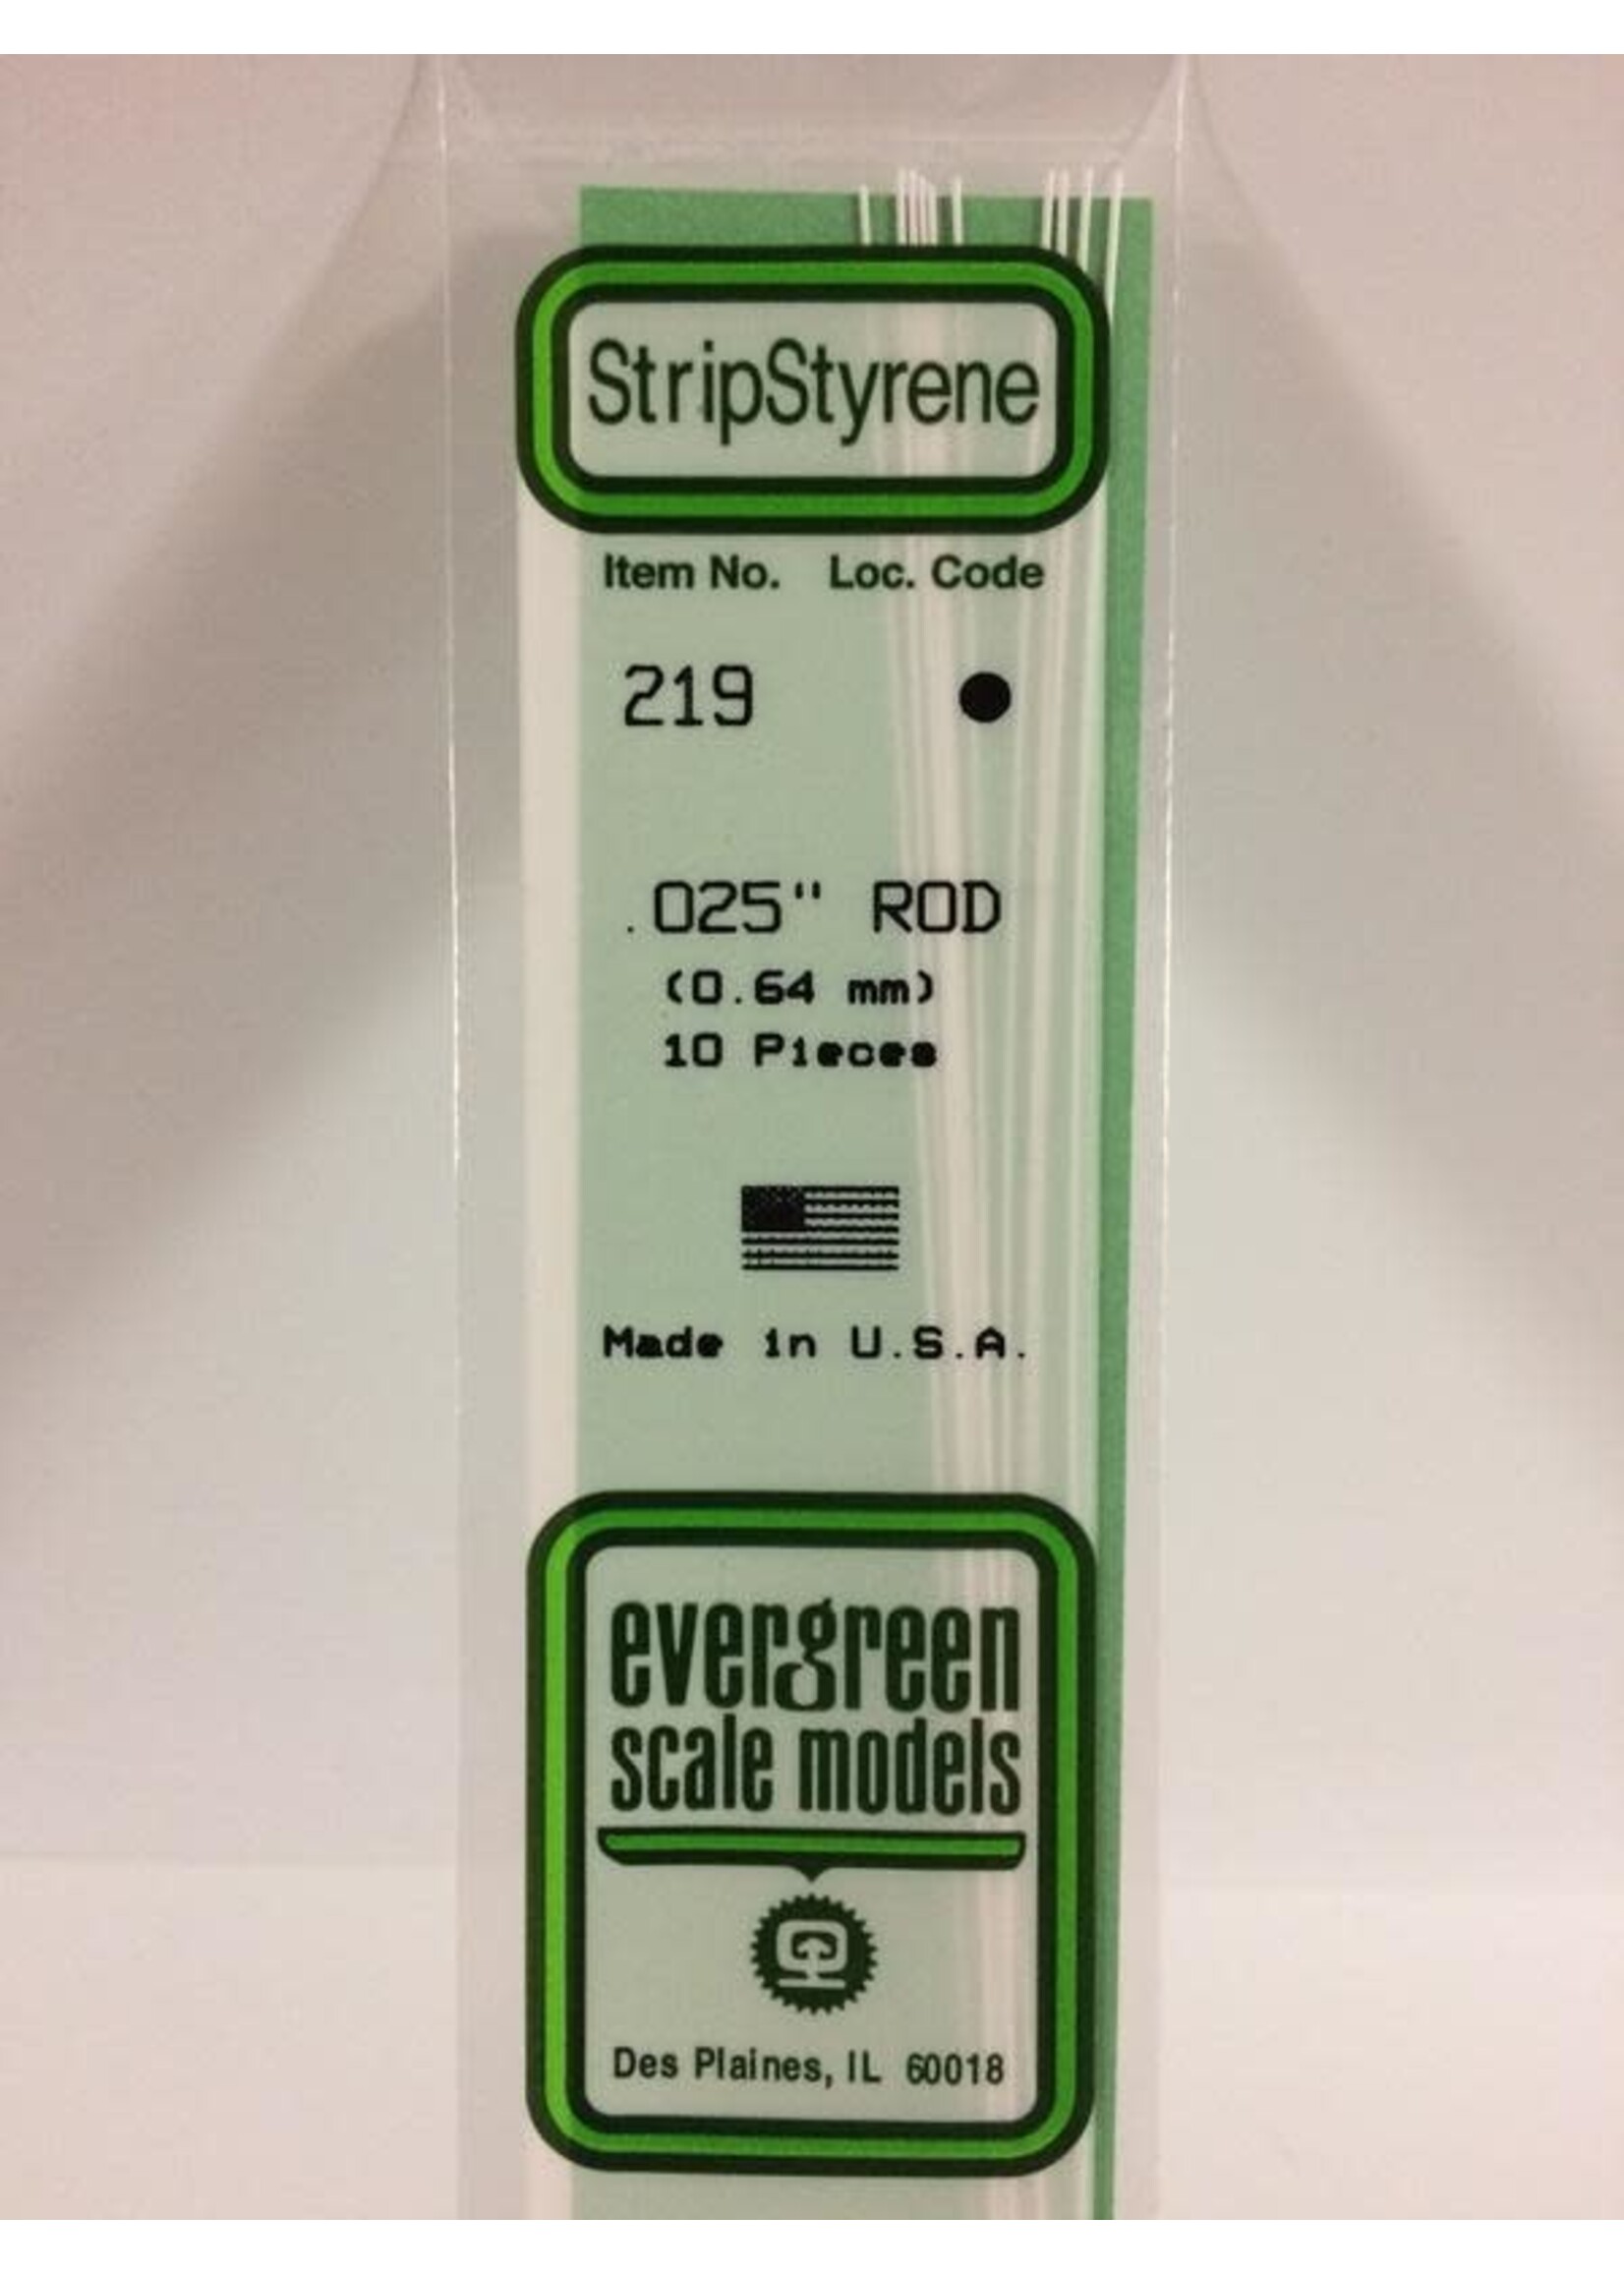 StripStyrene
Item No. Loc. Code
219
.025" ROD
(0.64 mm)
10 Pieces
Made in U.S.A.
evergreen
scale models
Des Plaines, IL 60018